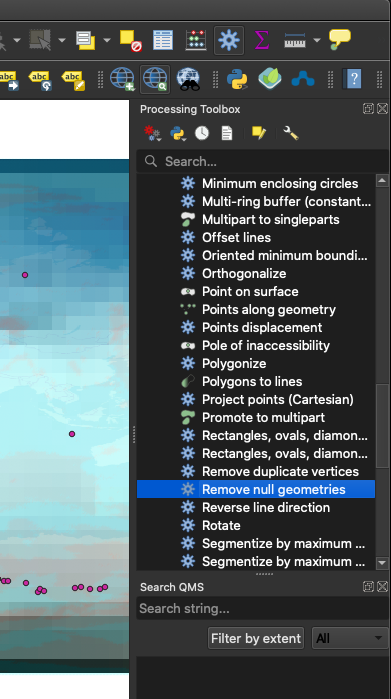 abc
abc
abc
?
Processing Toolbox
Search...
Minimum enclosing circles
Multi-ring buffer (constant...
Multipart to singleparts
Offset lines
Oriented minimum boundi...
Orthogonalize
Point on surface
Points along geometry
Points displacement
Pole of inaccessibility
Polygonize
Polygons to lines
Project points (Cartesian)
Promote to multipart
Rectangles, ovals, diamon...
Rectangles, ovals, diamon...
Remove duplicate vertices
Remove null geometries
Reverse line direction
Rotate
Segmentize by maximum ...
Segmentize by maximum ...
Search QMS
Search string...
Filter by extent
All